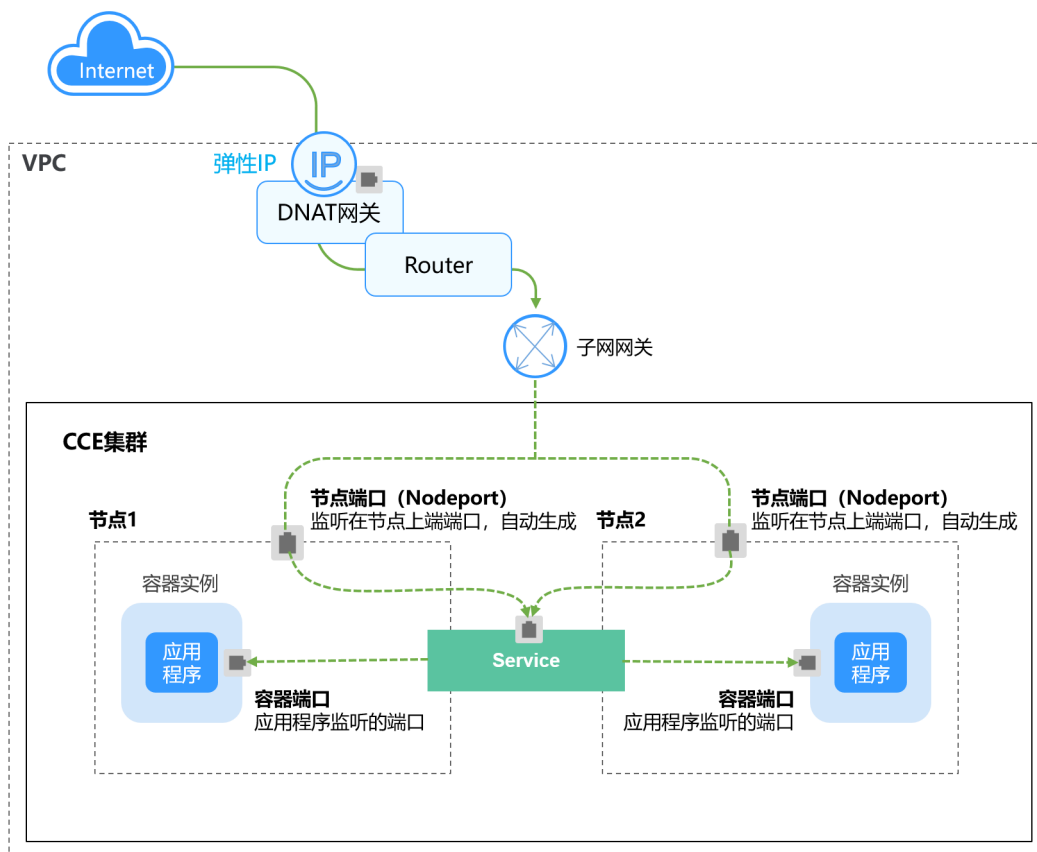 Internet
VPC
弹性IP
IP
DNAT网关
Router
子网网关
CCE集群
节点端口（Nodeport）
监听在节点上端端口，自动生成
节点端口（Nodeport）
监听在节点上端端口，自动生成
节点1
节点2
容器实例
容器实例
应用
程序
Service
应用
程序
容器端口
应用程序监听的端口
容器端口
应用程序监听的端口